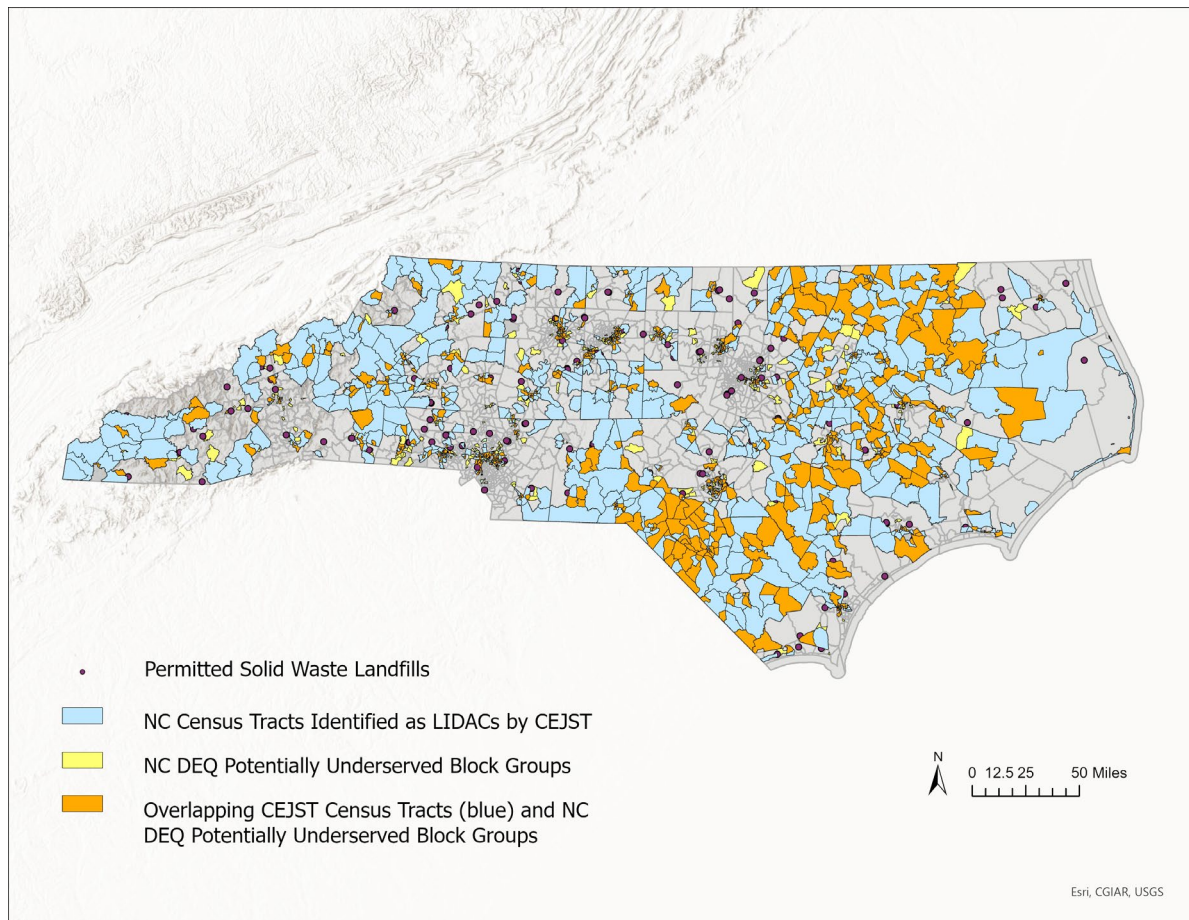 Permitted Solid Waste Landfills
NC Census Tracts Identified as LIDACs by CEJST
NC DEQ Potentially Underserved Block Groups
Overlapping CEJST Census Tracts (blue) and NC
DEQ Potentially Underserved Block Groups
N
0 12.5 25 50 Miles
Esri, CGIAR, USGS